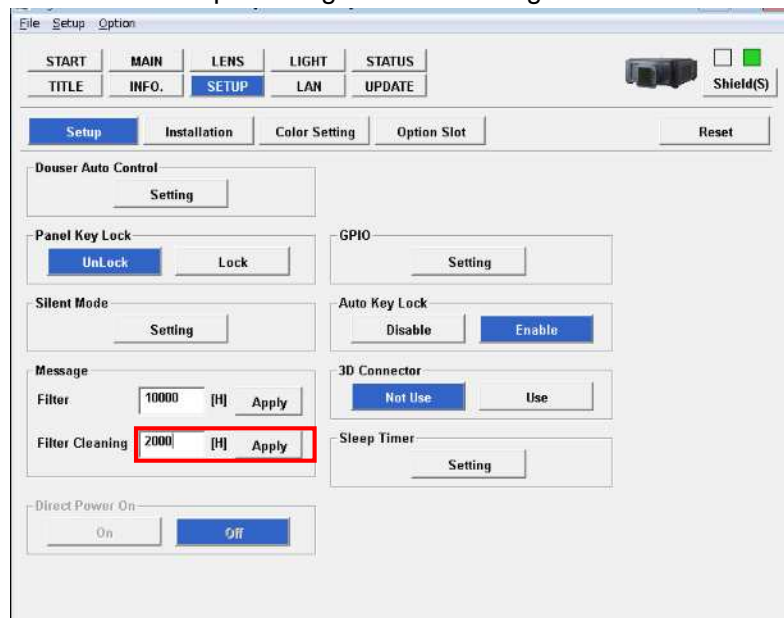 File Setup Option
START MAIN LENS LIGHT STATUS
TITLE INFO. SETUP LAN UPDATE
Shield(S)
Setup Installation Color Setting Option Slot Reset
Douser Auto Control
Setting
Panel Key Lock
UnLock Lock
GPIO
Setting
Silent Mode
Setting
Auto Key Lock
Disable Enable
Message
Filter 10000 [H] Apply
Filter Cleaning 2000 [H] Apply
3D Connector
Not Use Use
Sleep Timer
Setting
Direct Power On
On Off